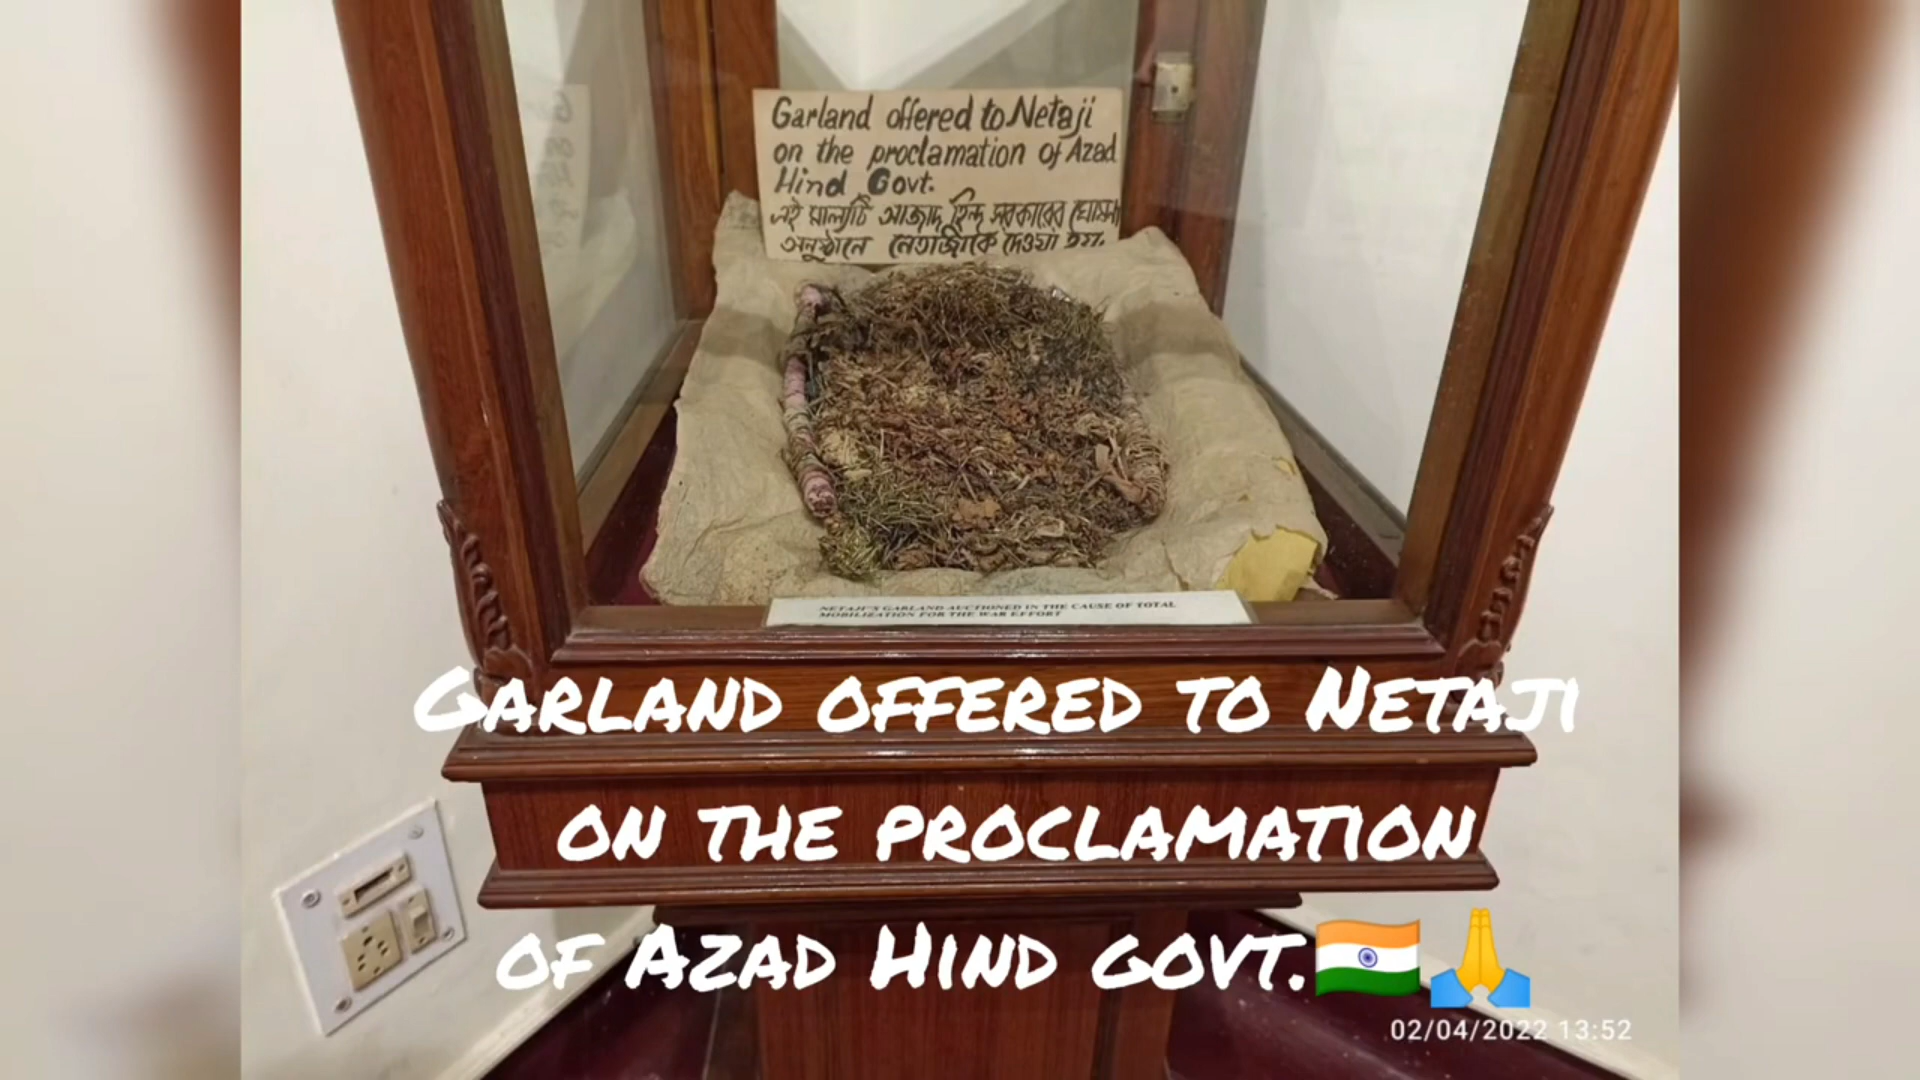 Garland offered to Netaji
on the proclamation of Azad
Hind Govt.
এই মাল্যটি আজাদ হিন্দ সরকারের ঘোষণা
অনুষ্ঠানে নেতাজীকে দেওয়া হয়.
NETAJI'S GARLAND AUCTIONED IN THE CAUSE OF TOTAL
MOBILIZATION FOR THE WAR EFFORT
Garland offered to Netaji
on the proclamation
of Azad Hind govt.🇮🇳🙏
02/04/2022 13:52